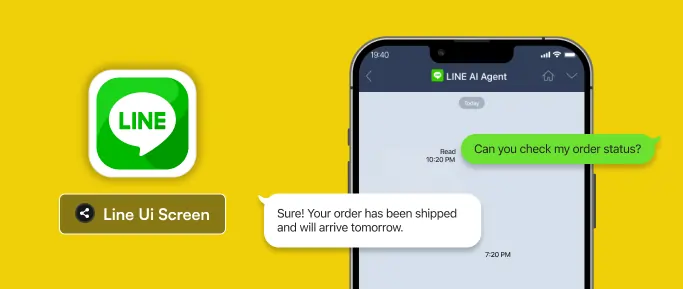 LINE
Line Ui Screen
19:40
LINE AI Agent
Today
Can you check my order status?
Read
10:20 PM
Sure! Your order has been shipped
and will arrive tomorrow.
7:20 PM